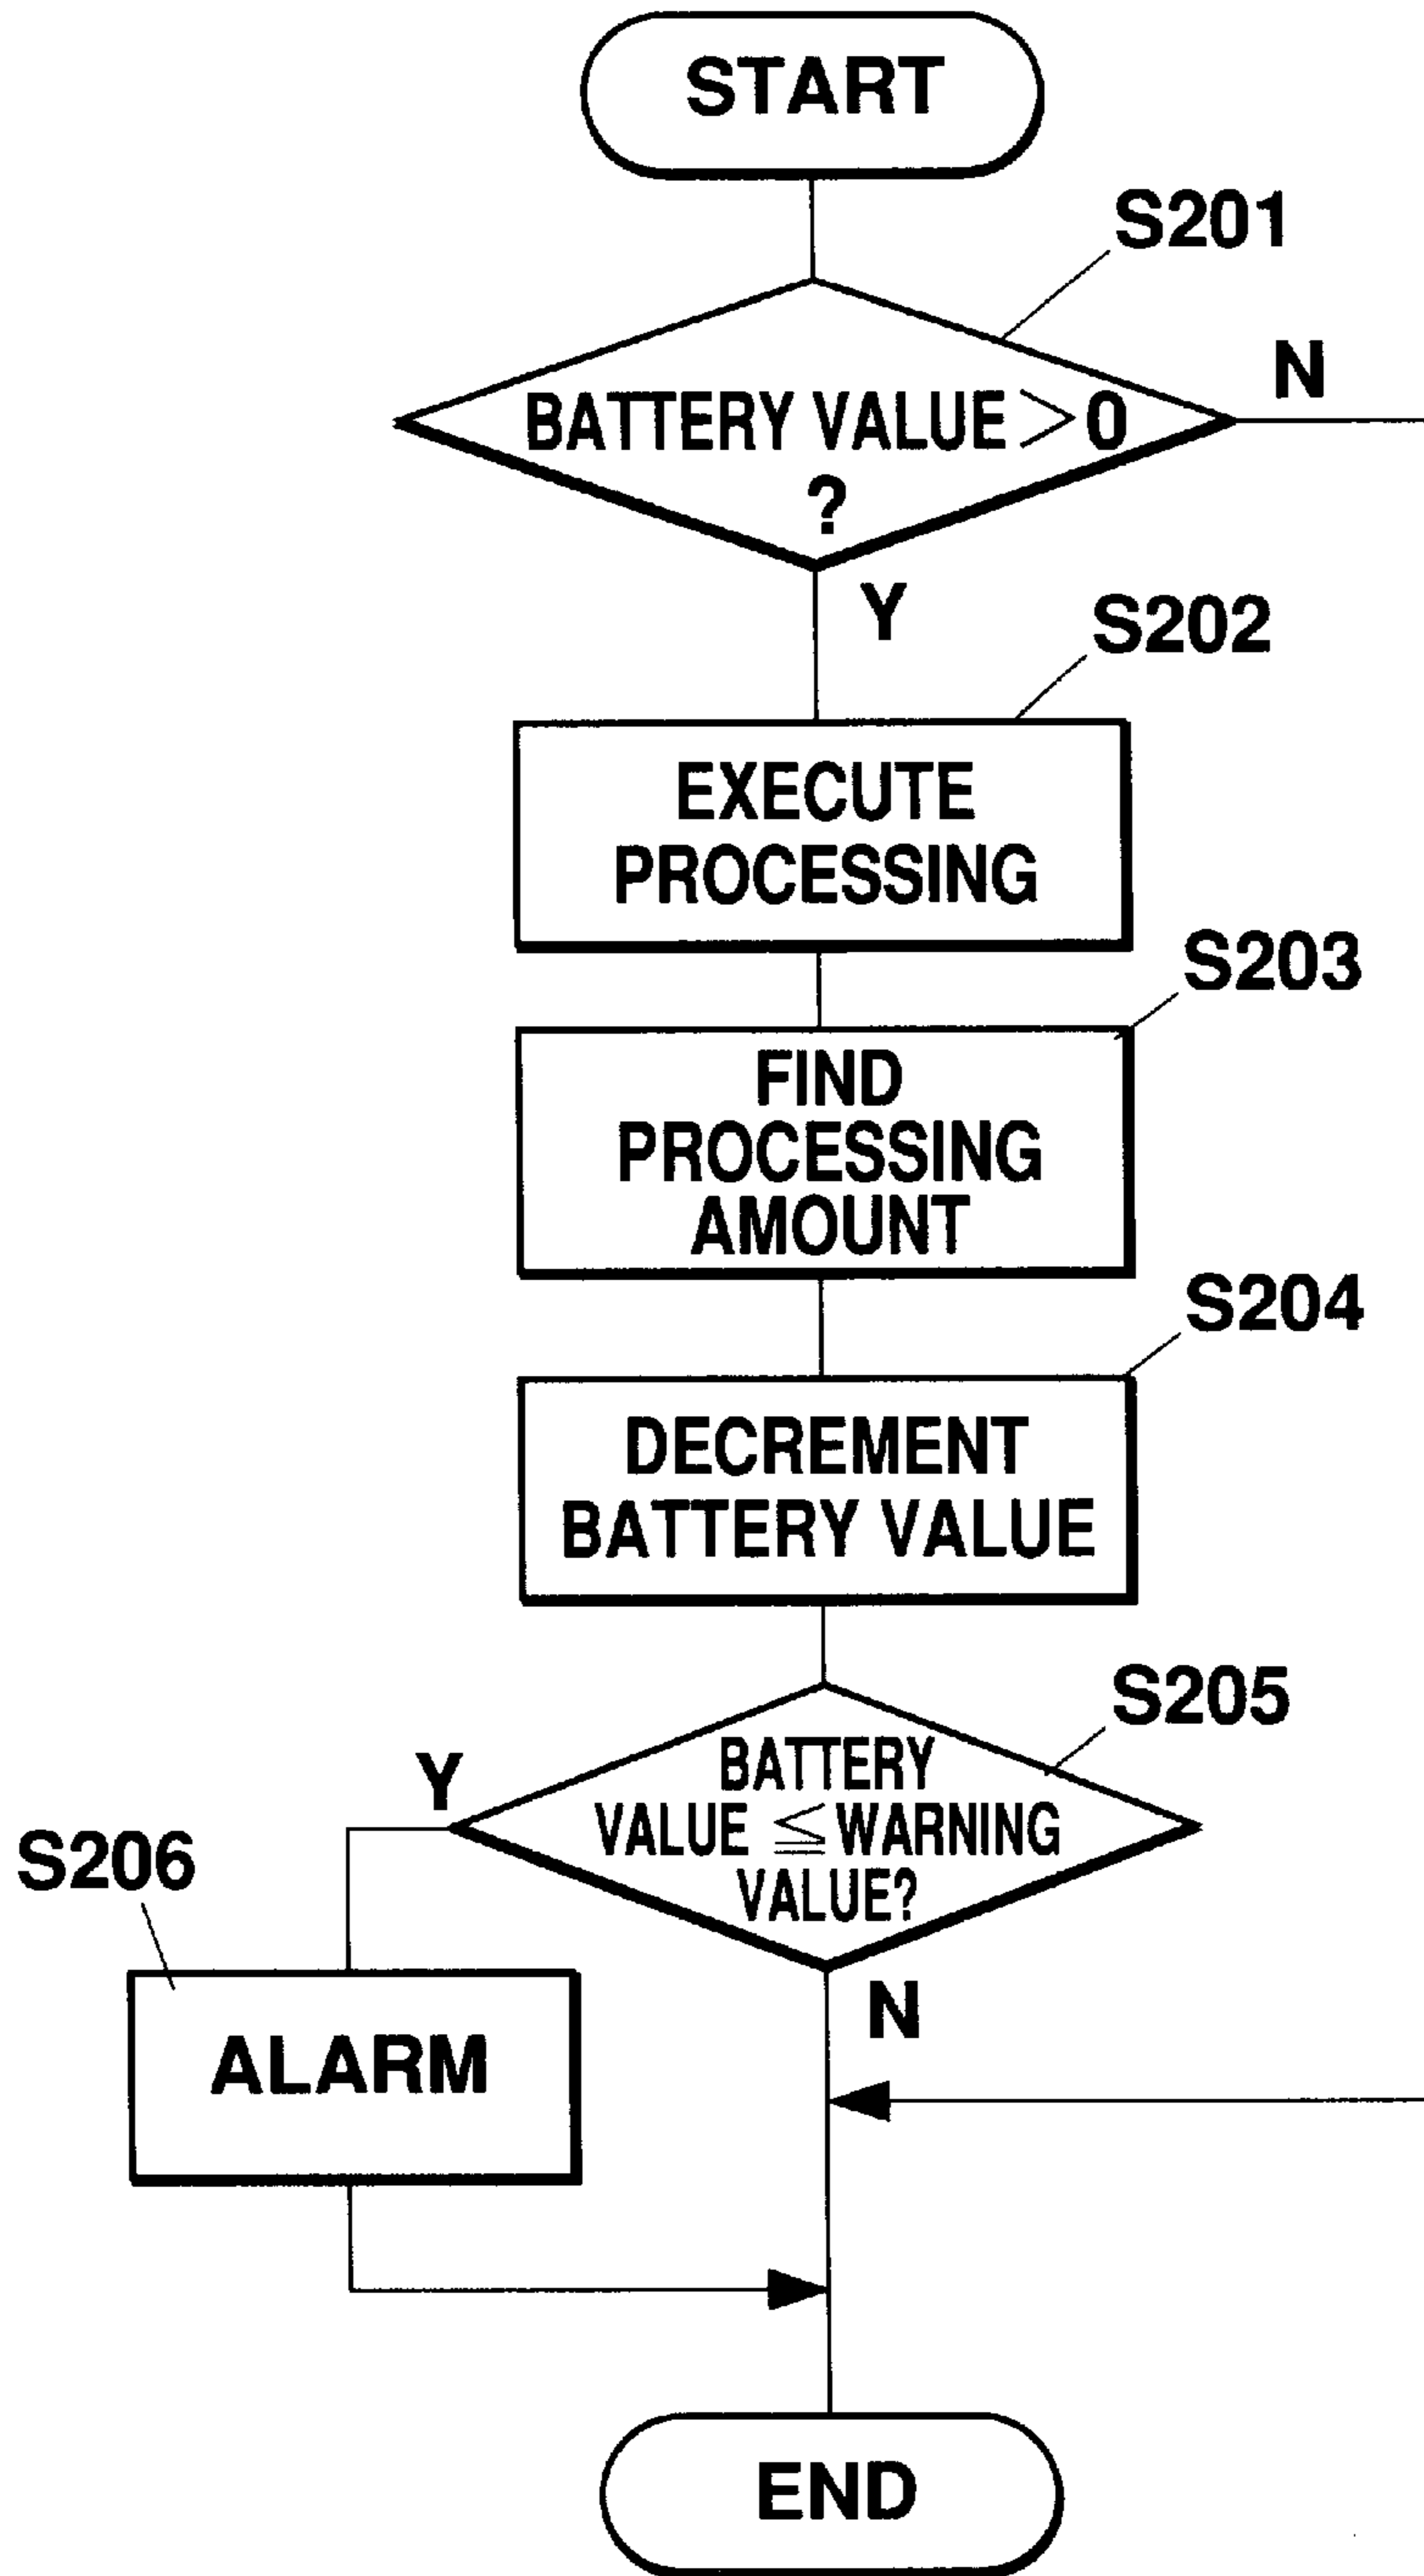 START
S201
N
BATTERY VALUE > 0
?
Y
S202
EXECUTE
PROCESSING
S203
FIND
PROCESSING
AMOUNT
S204
DECREMENT
BATTERY VALUE
S205
Y
BATTERY
VALUE ≦ WARNING
VALUE?
S206
N
ALARM
END